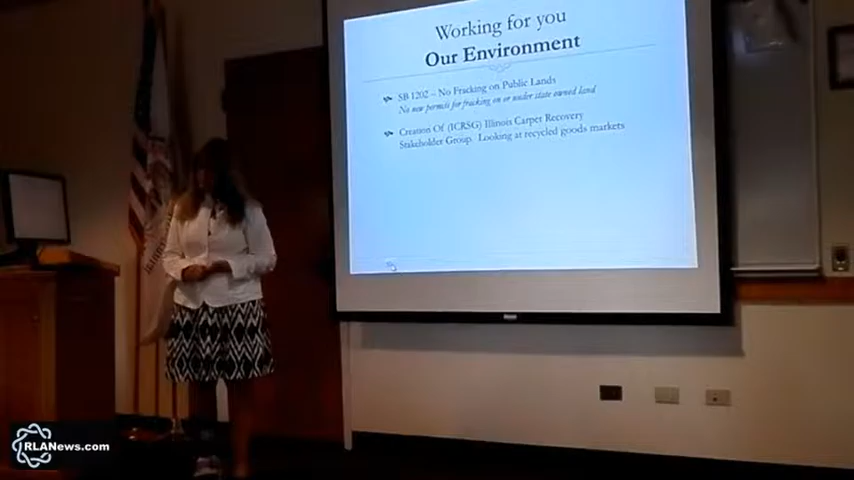 Working for you
Our Environment
SB 1202 – No Fracking on Public Lands
No new permits for fracking on or under state owned land
Creation Of (ICRSG) Illinois Carpet Recovery
Stakeholder Group. Looking at recycled goods markets
RLANews.com